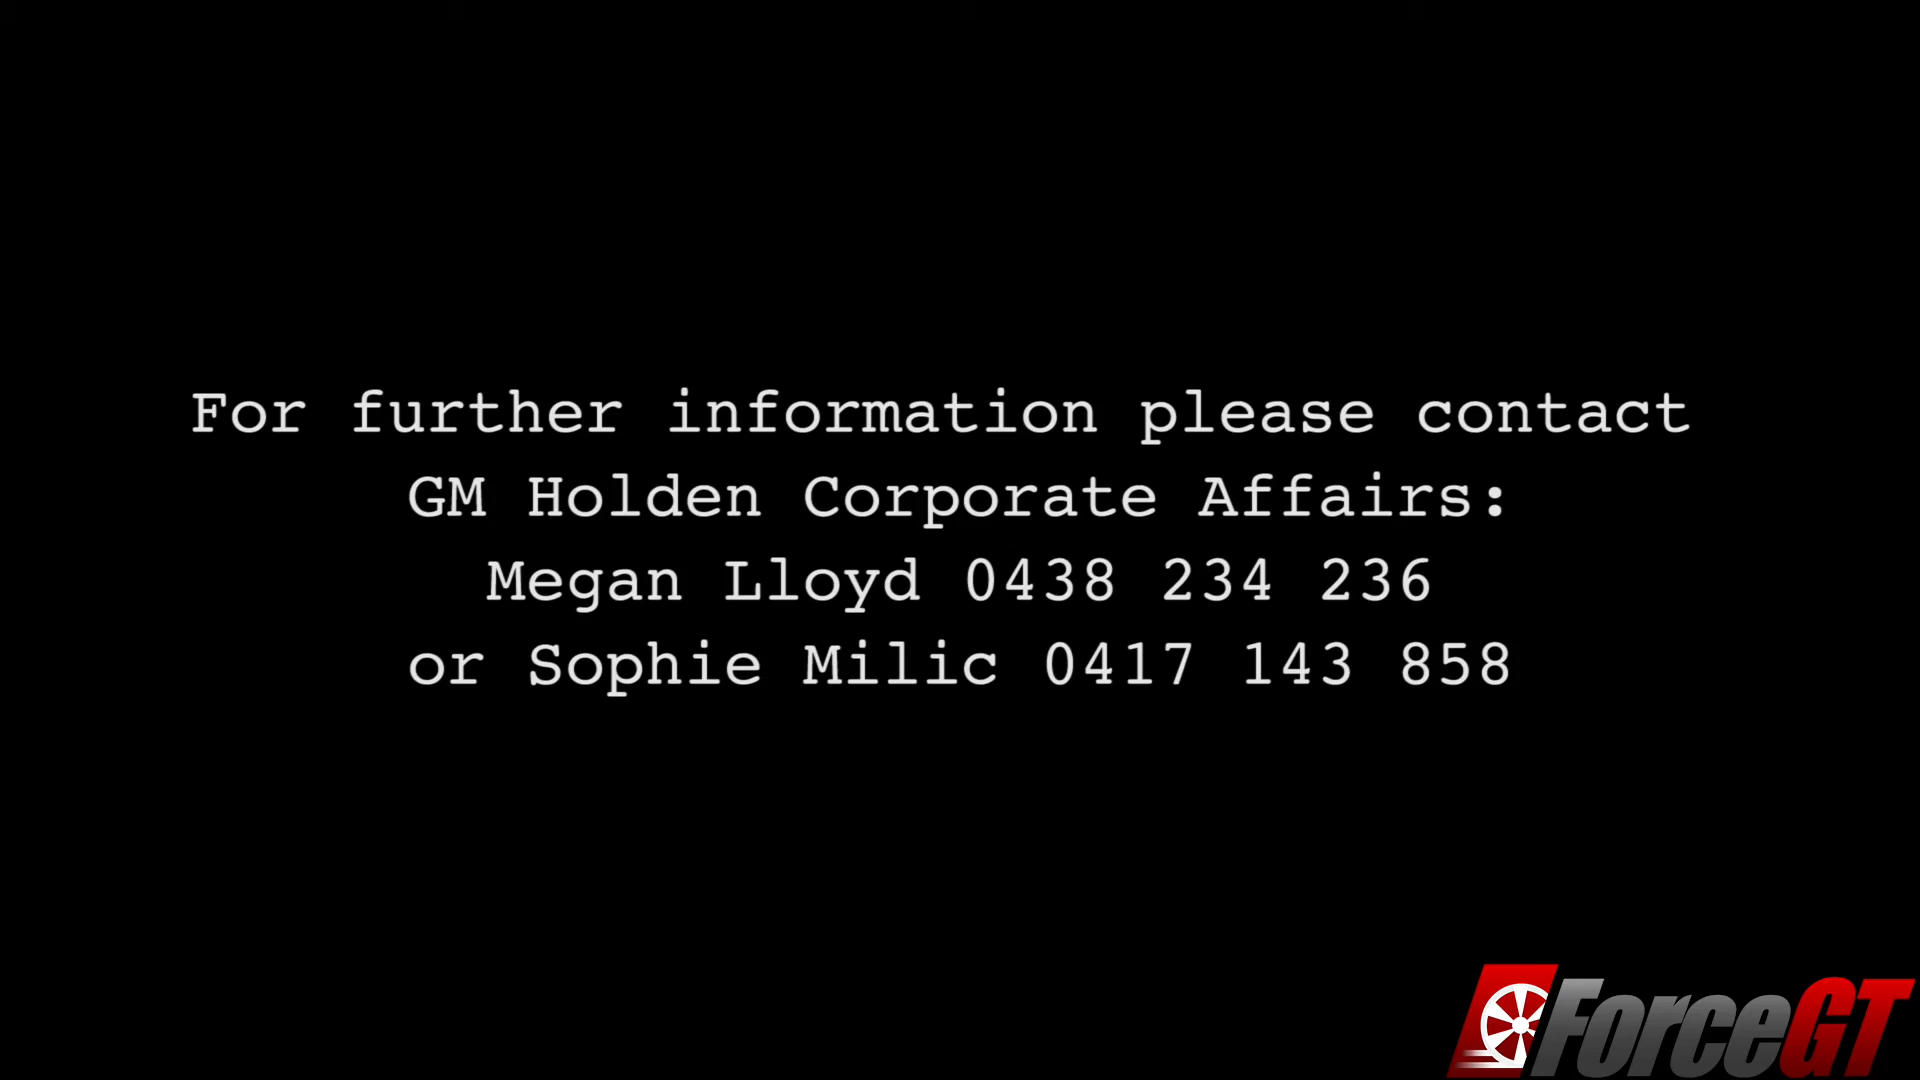 For further information please contact
GM Holden Corporate Affairs:
Megan Lloyd 0438 234 236
or Sophie Milic 0417 143 858
ForceGT